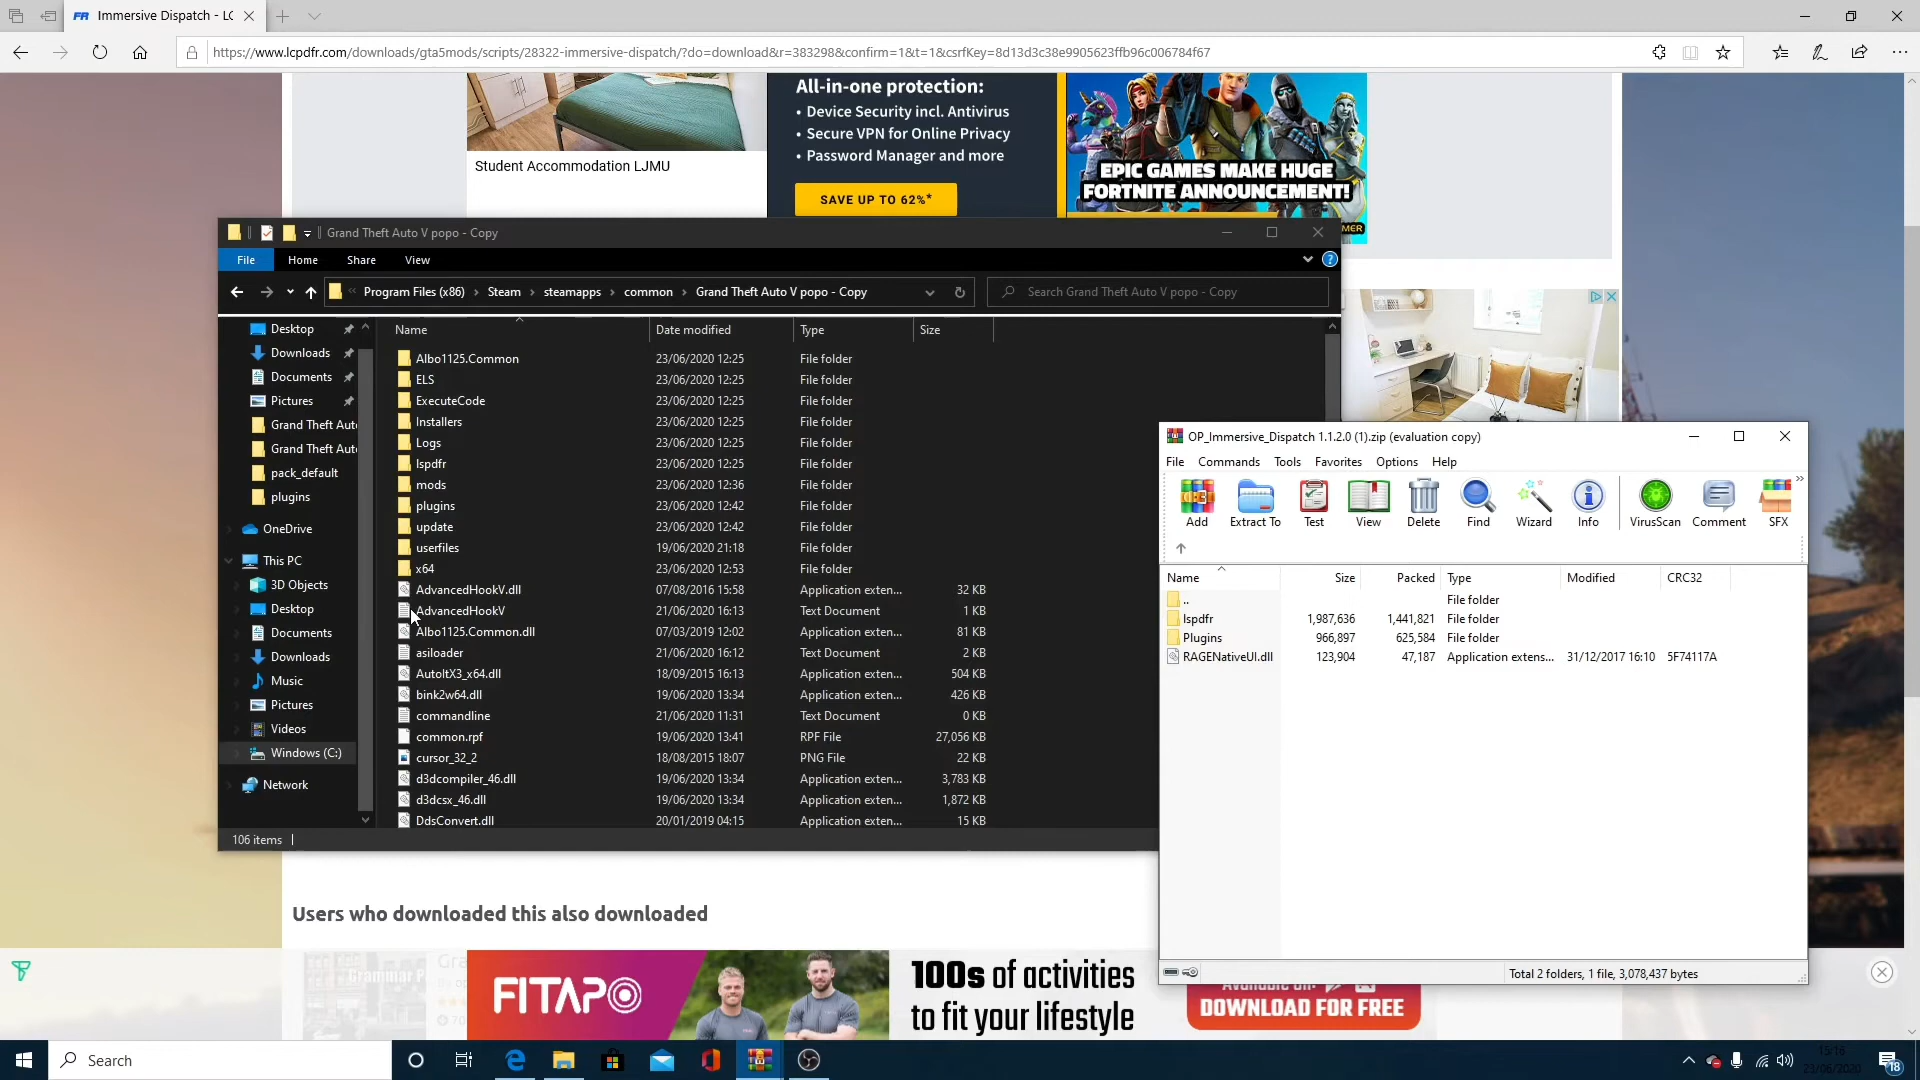 Immersive Dispatch - LC
https://www.lcpdfr.com/downloads/gta5mods/scripts/28322-immersive-dispatch/?do=download&r=383298&confirm=1&t=1&csrfKey=8d13d3c38e9905623ffb96c006784f67
Student Accommodation LJMU
All-in-one protection:
• Device Security incl. Antivirus
• Secure VPN for Online Privacy
• Password Manager and more
SAVE UP TO 62%*
EPIC GAMES MAKE HUGE
FORTNITE ANNOUNCEMENT!
Grand Theft Auto V popo - Copy
File Home Share View
Program Files (x86) > Steam > steamapps > common > Grand Theft Auto V popo - Copy
Search Grand Theft Auto V popo - Copy
Desktop
Downloads
Documents
Pictures
Grand Theft Aut
Grand Theft Aut
pack_default
plugins
OneDrive
This PC
3D Objects
Desktop
Documents
Downloads
Music
Pictures
Videos
Windows (C:)
Network
Name Date modified Type Size
Albo1125.Common 23/06/2020 12:25 File folder
ELS 23/06/2020 12:25 File folder
ExecuteCode 23/06/2020 12:25 File folder
Installers 23/06/2020 12:25 File folder
Logs 23/06/2020 12:25 File folder
lspdfr 23/06/2020 12:25 File folder
mods 23/06/2020 12:36 File folder
plugins 23/06/2020 12:42 File folder
update 23/06/2020 12:42 File folder
userfiles 19/06/2020 21:18 File folder
x64 23/06/2020 12:53 File folder
AdvancedHookV.dll 07/08/2016 15:58 Application exten... 32 KB
AdvancedHookV 21/06/2020 16:13 Text Document 1 KB
Albo1125.Common.dll 07/03/2019 12:02 Application exten... 81 KB
asiloader 21/06/2020 16:12 Text Document 2 KB
AutoItX3_x64.dll 18/09/2015 16:13 Application exten... 504 KB
bink2w64.dll 19/06/2020 13:34 Application exten... 426 KB
commandline 21/06/2020 11:31 Text Document 0 KB
common.rpf 19/06/2020 13:41 RPF File 27,056 KB
cursor_32_2 18/08/2015 18:07 PNG File 22 KB
d3dcompiler_46.dll 19/06/2020 13:34 Application exten... 3,783 KB
d3dcsx_46.dll 19/06/2020 13:34 Application exten... 1,872 KB
DdsConvert.dll 20/01/2019 04:15 Application exten... 15 KB
106 items
OP_Immersive_Dispatch 1.1.2.0 (1).zip (evaluation copy)
File Commands Tools Favorites Options Help
Add Extract To Test View Delete Find Wizard Info VirusScan Comment SFX
Name Size Packed Type Modified CRC32
.. File folder
lspdfr 1,987,636 1,441,821 File folder
Plugins 966,897 625,584 File folder
RAGENativeUI.dll 123,904 47,187 Application extens... 31/12/2017 16:10 5F74117A
Total 2 folders, 1 file, 3,078,437 bytes
Users who downloaded this also downloaded
FITAPO
100s of activities
to fit your lifestyle
DOWNLOAD FOR FREE
Search
15:16
23/06/2020
18